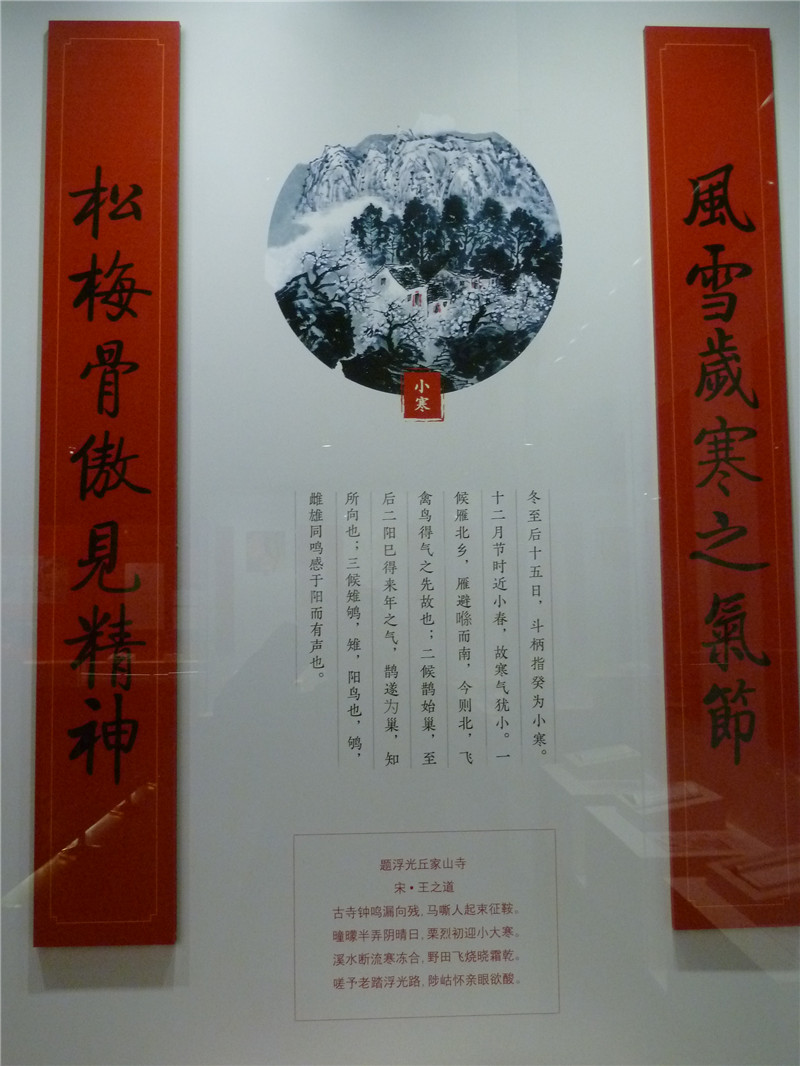 風雪歲寒之氣節
松梅骨傲見精神
小寒
冬至后十五日，斗柄指癸为小寒。
十二月节时近小春，故寒气犹小。一
候雁北乡，雁避而南，今则北，飞
禽鸟得气之先故也；二候鹊始巢，至
后二阳已得来年之气，鹊遂为巢，知
所向也；三候雉鸲，雉，阳鸟也，鸲，
雌雄同鸣感于阳而有声也。
题浮光丘家山寺
宋·王之道
古寺钟鸣漏向残，马嘶人起束征鞍。
曈曚半弄阴晴日，栗烈初迎小大寒。
溪水断流寒冻合，野田飞烧晓霜乾。
嗟予老踏浮光路，陟岵怀亲眼欲酸。